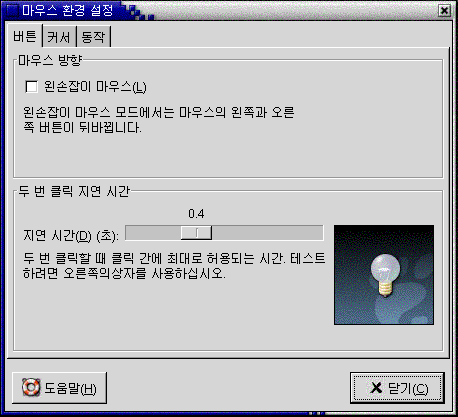 마우스 환경 설정
버튼 커서 동작
마우스 방향
왼손잡이 마우스(L)
왼손잡이 마우스 모드에서는 마우스의 왼쪽과 오른
쪽 버튼이 뒤바뀝니다.
두 번 클릭 지연 시간
0.4
지연 시간(D) (초):
두 번 클릭할 때 클릭 간에 최대로 허용되는 시간. 테스트
하려면 오른쪽의상자를 사용하십시오.
도움말(H)
닫기(C)